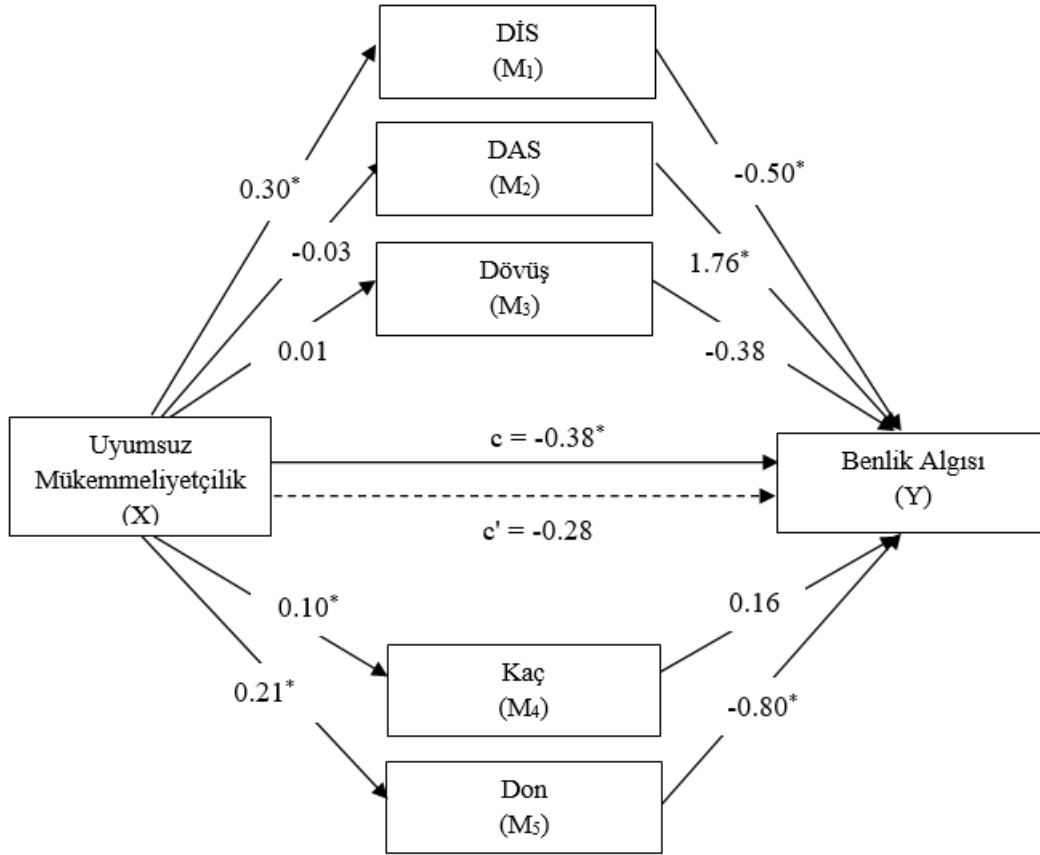 DİS
(M₁)
DAS
(M₂)
Dövüş
(M₃)
0.30*
-0.03
0.01
-0.50*
1.76*
-0.38
Uyumsuz
Mükemmeliyetçilik
(X)
c = -0.38*
c' = -0.28
Benlik Algısı
(Y)
0.10*
0.21*
Kaç
(M₄)
Don
(M₅)
0.16
-0.80*